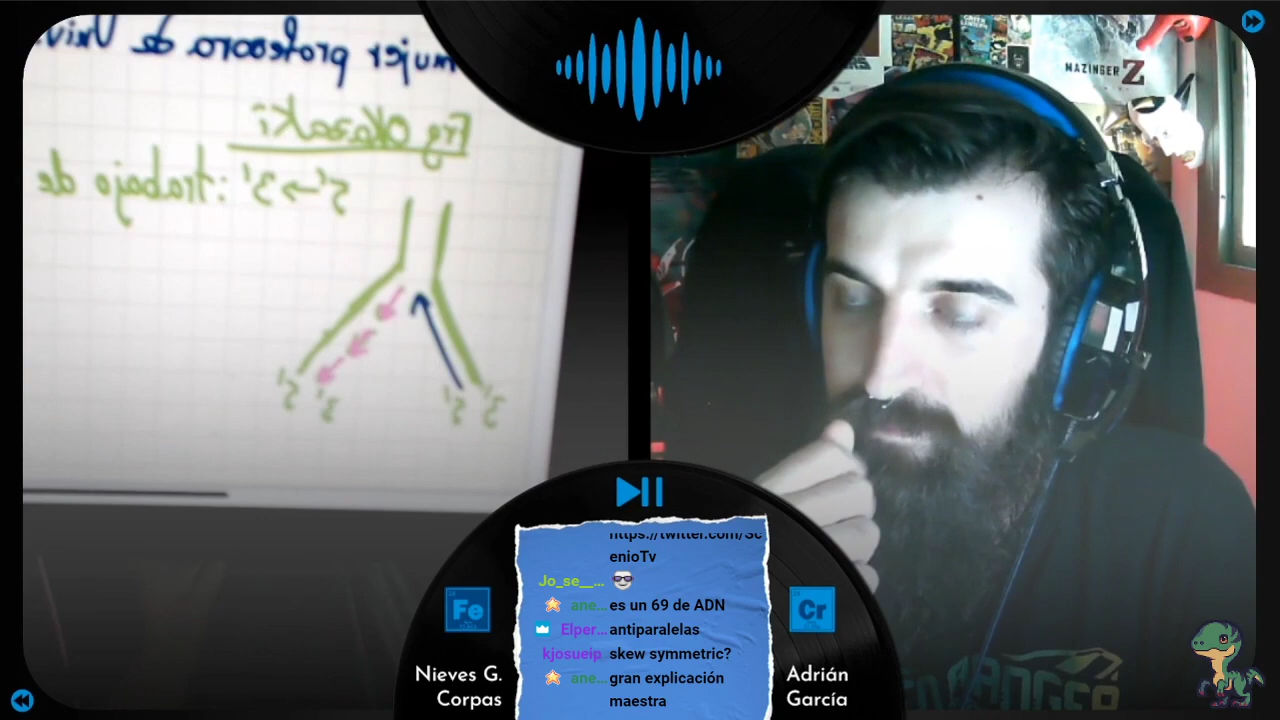 mujer profesora de Univ
Frg Okazaki
5'→3' : trabajo de
5'
3'
5'
3'
MAZINGER Z
https://twitter.com/Sc
enioTv
Jo_se__...
ane... es un 69 de ADN
Elper... antiparalelas
kjosueip skew symmetric?
ane... gran explicación
maestra
Fe
Nieves G.
Corpas
Cr
Adrián
García